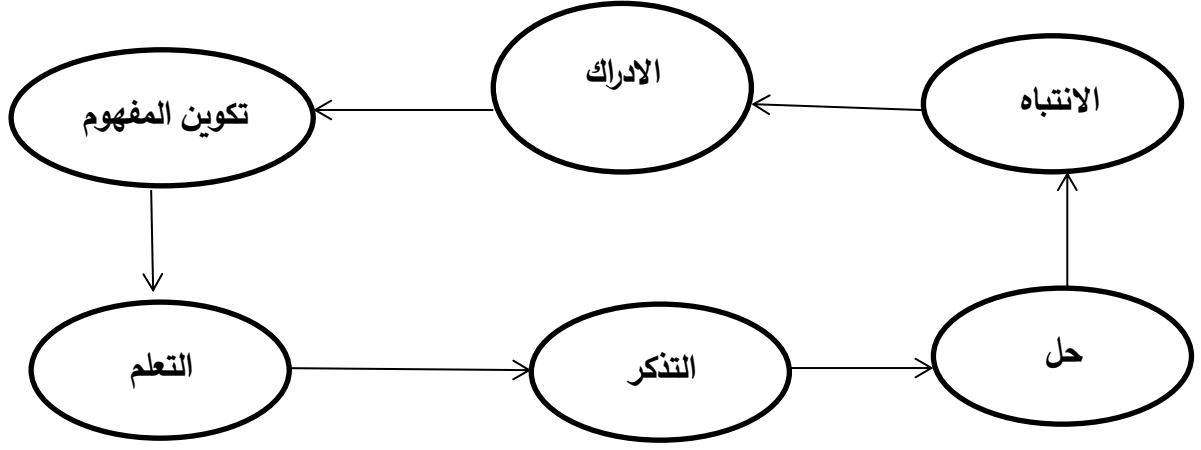 الانتباه
الادراك
تكوين المفهوم
التعلم
التذكر
حل